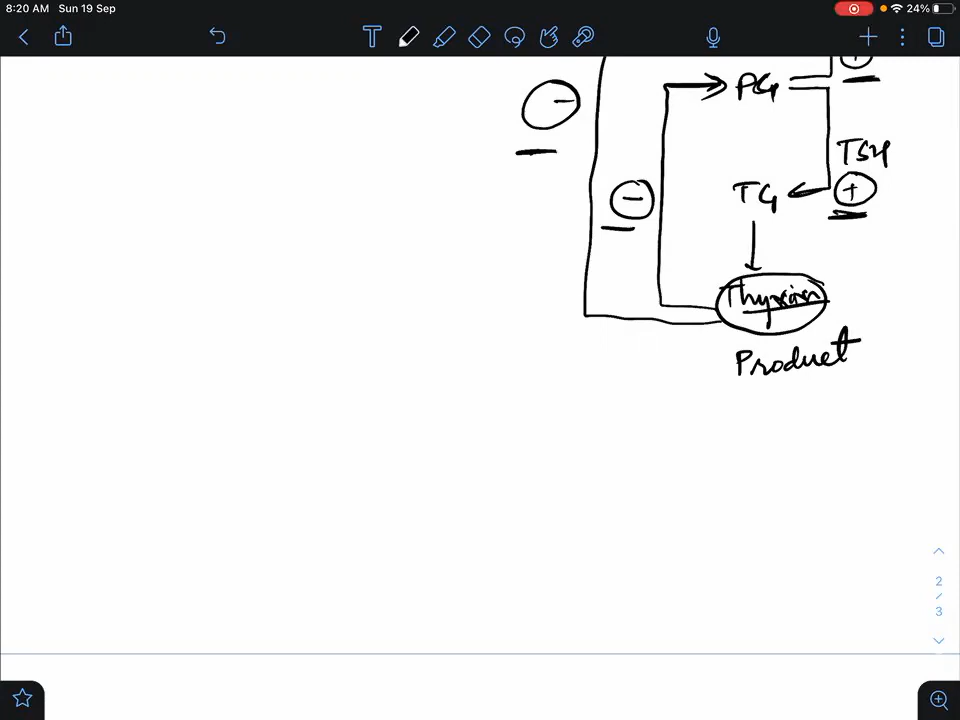 8:20 AM Sun 19 Sep
24%
T
+
PG
−
TSH
TG
+
−
Thyroxin
Product
2
/
3